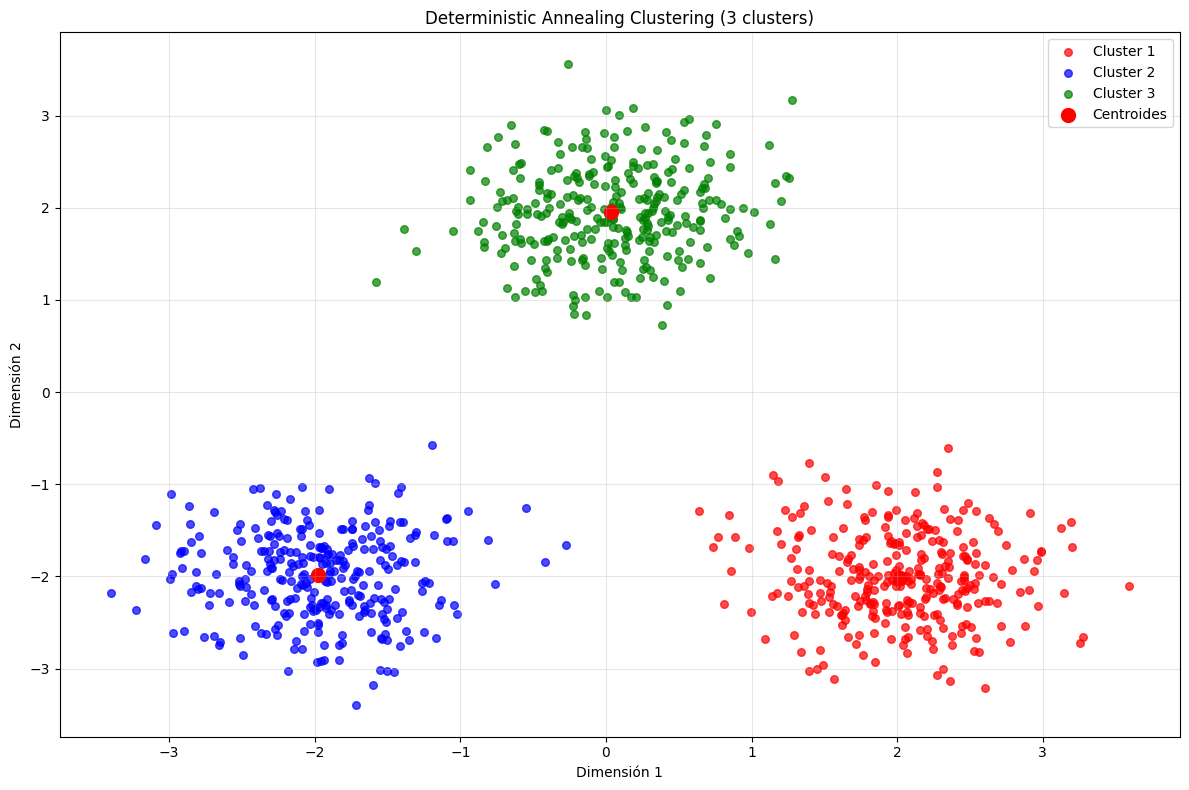 Deterministic Annealing Clustering (3 clusters)
Cluster 1
Cluster 2
Cluster 3
Centroides
3
2
1
0
−1
−2
−3
Dimensión 2
−3
−2
−1
0
1
2
3
Dimensión 1